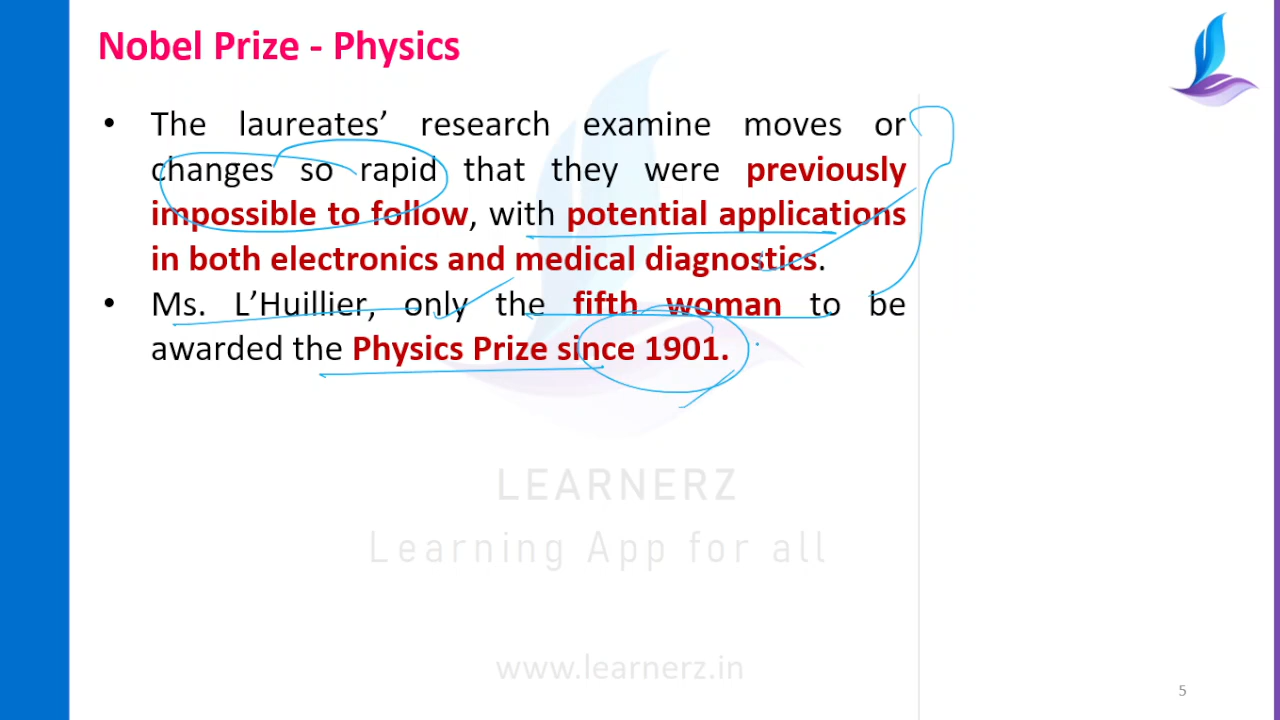 Nobel Prize - Physics
• The laureates’ research examine moves or
changes so rapid that they were previously
impossible to follow, with potential applications
in both electronics and medical diagnostics.
• Ms. L’Huillier, only the fifth woman to be
awarded the Physics Prize since 1901.
LEARNERZ
Learning App for all
www.learnerz.in
5